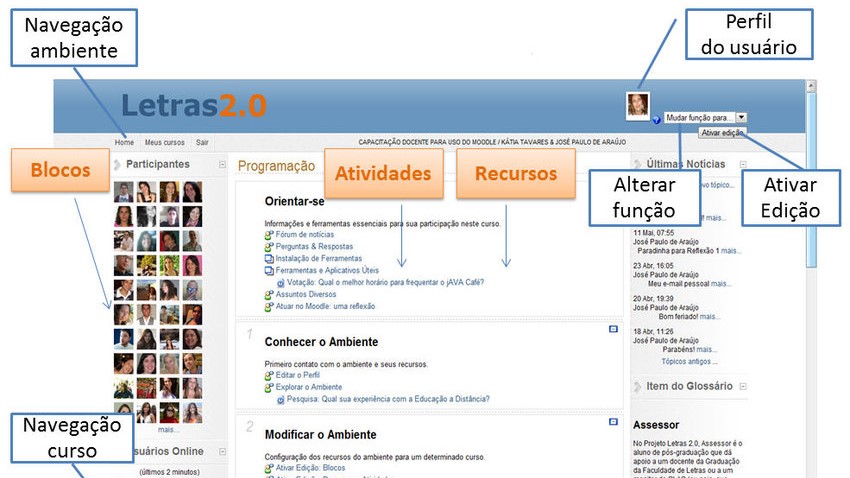 Navegação
ambiente
Perfil
do usuário
Letras2.0
Mudar função para...
Ativar edição
Home Meus cursos Sair
CAPACITAÇÃO DOCENTE PARA USO DO MOODLE / KÁTIA TAVARES & JOSÉ PAULO DE ARAÚJO
Blocos
Participantes
Programação
Atividades
Recursos
Últimas Notícias
Alterar
função
Ativar
Edição
Orientar-se
Informações e ferramentas essenciais para sua participação neste curso.
Fórum de notícias
Perguntas & Respostas
Instalação de Ferramentas
Ferramentas e Aplicativos Úteis
Votação: Qual o melhor horário para frequentar o jAVA Café?
Assuntos Diversos
Atuar no Moodle: uma reflexão
tópico...
mais...
11 Mai, 07:55
José Paulo de Araújo
Paradinha para Reflexão 1 mais...
23 Abr, 16:05
José Paulo de Araújo
Meu e-mail pessoal mais...
20 Abr, 19:39
José Paulo de Araújo
Bom feriado! mais...
18 Abr, 11:26
José Paulo de Araújo
Parabéns! mais...
Tópicos antigos ...
1
Conhecer o Ambiente
Primeiro contato com o ambiente e seus recursos.
Editar o Perfil
Explorar o Ambiente
Pesquisa: Qual sua experiência com a Educação a Distância?
Item do Glossário
mais...
Navegação
curso
suários Online
(últimos 2 minutos)
2
Modificar o Ambiente
Configuração dos recursos do ambiente para um determinado curso.
Ativar Edição: Blocos
Assessor
No Projeto Letras 2.0, Assessor é o
aluno de pós-graduação que dá
apoio a um docente da Graduação
da Faculdade de Letras ou a um